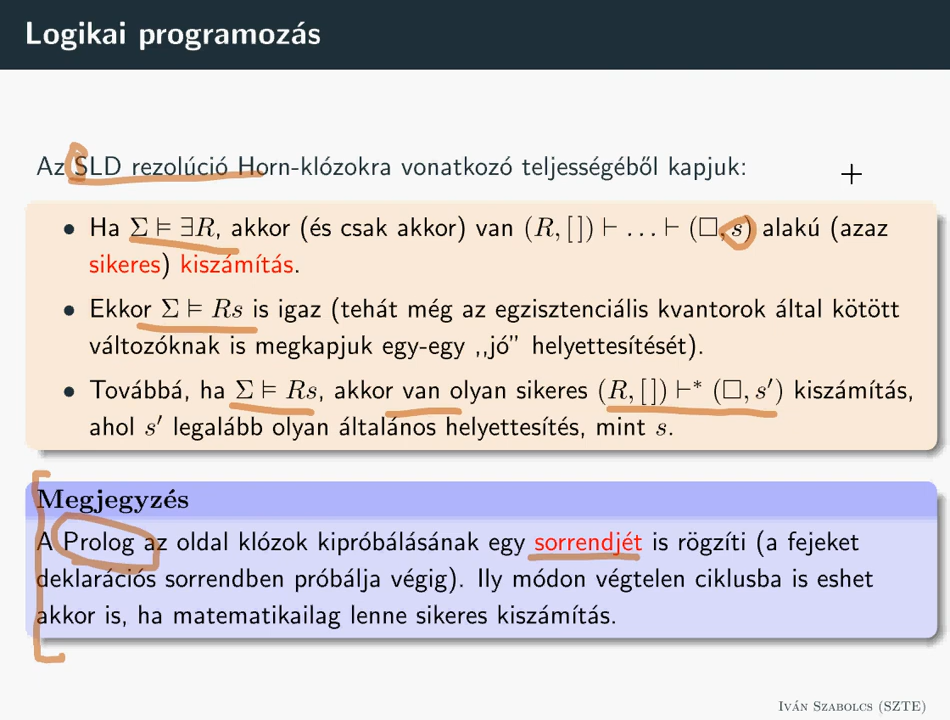 Logikai programozás
Az SLD rezolúció Horn-klózokra vonatkozó teljességéből kapjuk:
• Ha Σ ⊨ ∃R, akkor (és csak akkor) van (R, [ ]) ⊢ … ⊢ (□, s) alakú (azaz
sikeres) kiszámítás.
• Ekkor Σ ⊨ Rs is igaz (tehát még az egzisztenciális kvantorok által kötött
változóknak is megkapjuk egy-egy ,,jó” helyettesítését).
• Továbbá, ha Σ ⊨ Rs, akkor van olyan sikeres (R, [ ]) ⊢* (□, s′) kiszámítás,
ahol s′ legalább olyan általános helyettesítés, mint s.
Megjegyzés
A Prolog az oldal klózok kipróbálásának egy sorrendjét is rögzíti (a fejeket
deklarációs sorrendben próbálja végig). Ily módon végtelen ciklusba is eshet
akkor is, ha matematikailag lenne sikeres kiszámítás.
Iván Szabolcs (SZTE)